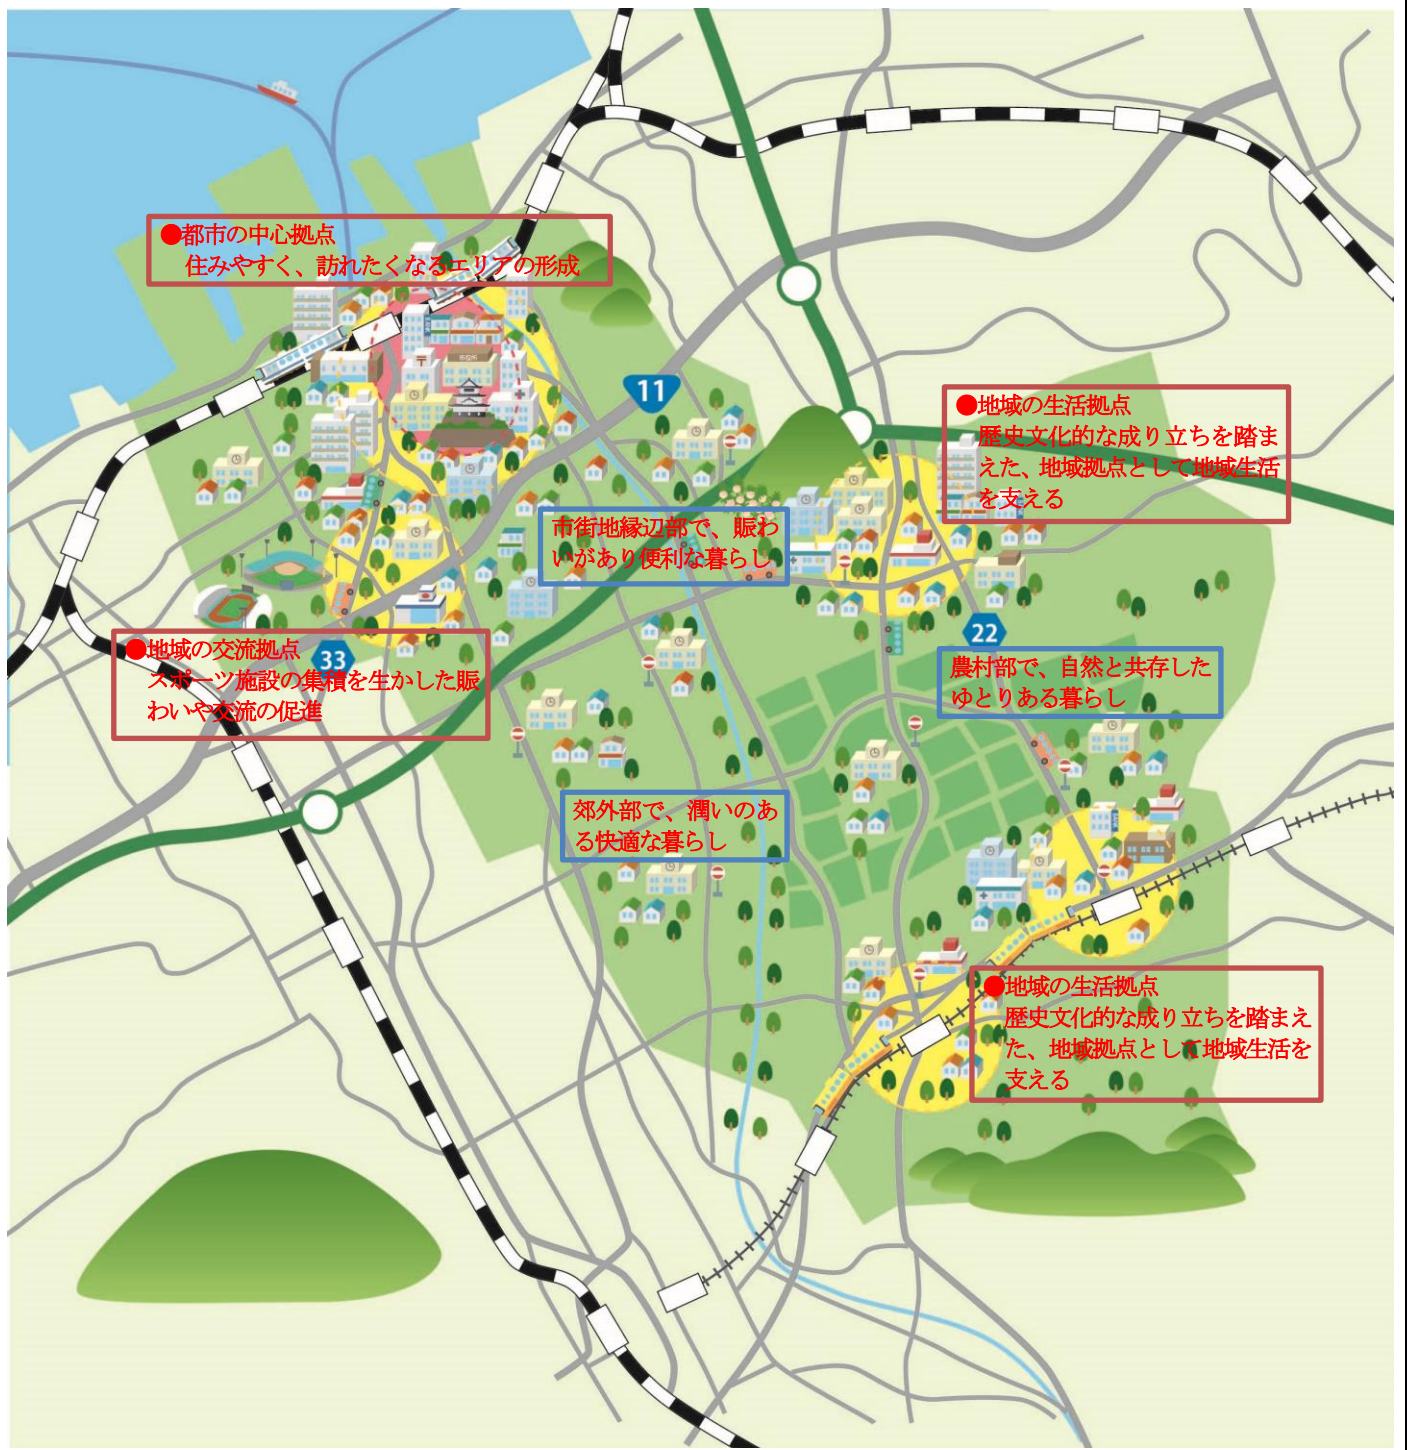 ●都市の中心拠点
住みやすく、訪れたくなるエリアの形成
市役所
11
●地域の生活拠点
歴史文化的な成り立ちを踏ま
えた、地域拠点として地域生活
を支える
市街地縁辺部で、賑わ
いがあり便利な暮らし
22
●地域の交流拠点
スポーツ施設の集積を生かした賑
わいや交流の促進
33
農村部で、自然と共存した
ゆとりある暮らし
郊外部で、潤いのあ
る快適な暮らし
●地域の生活拠点
歴史文化的な成り立ちを踏まえ
た、地域拠点として地域生活を
支える